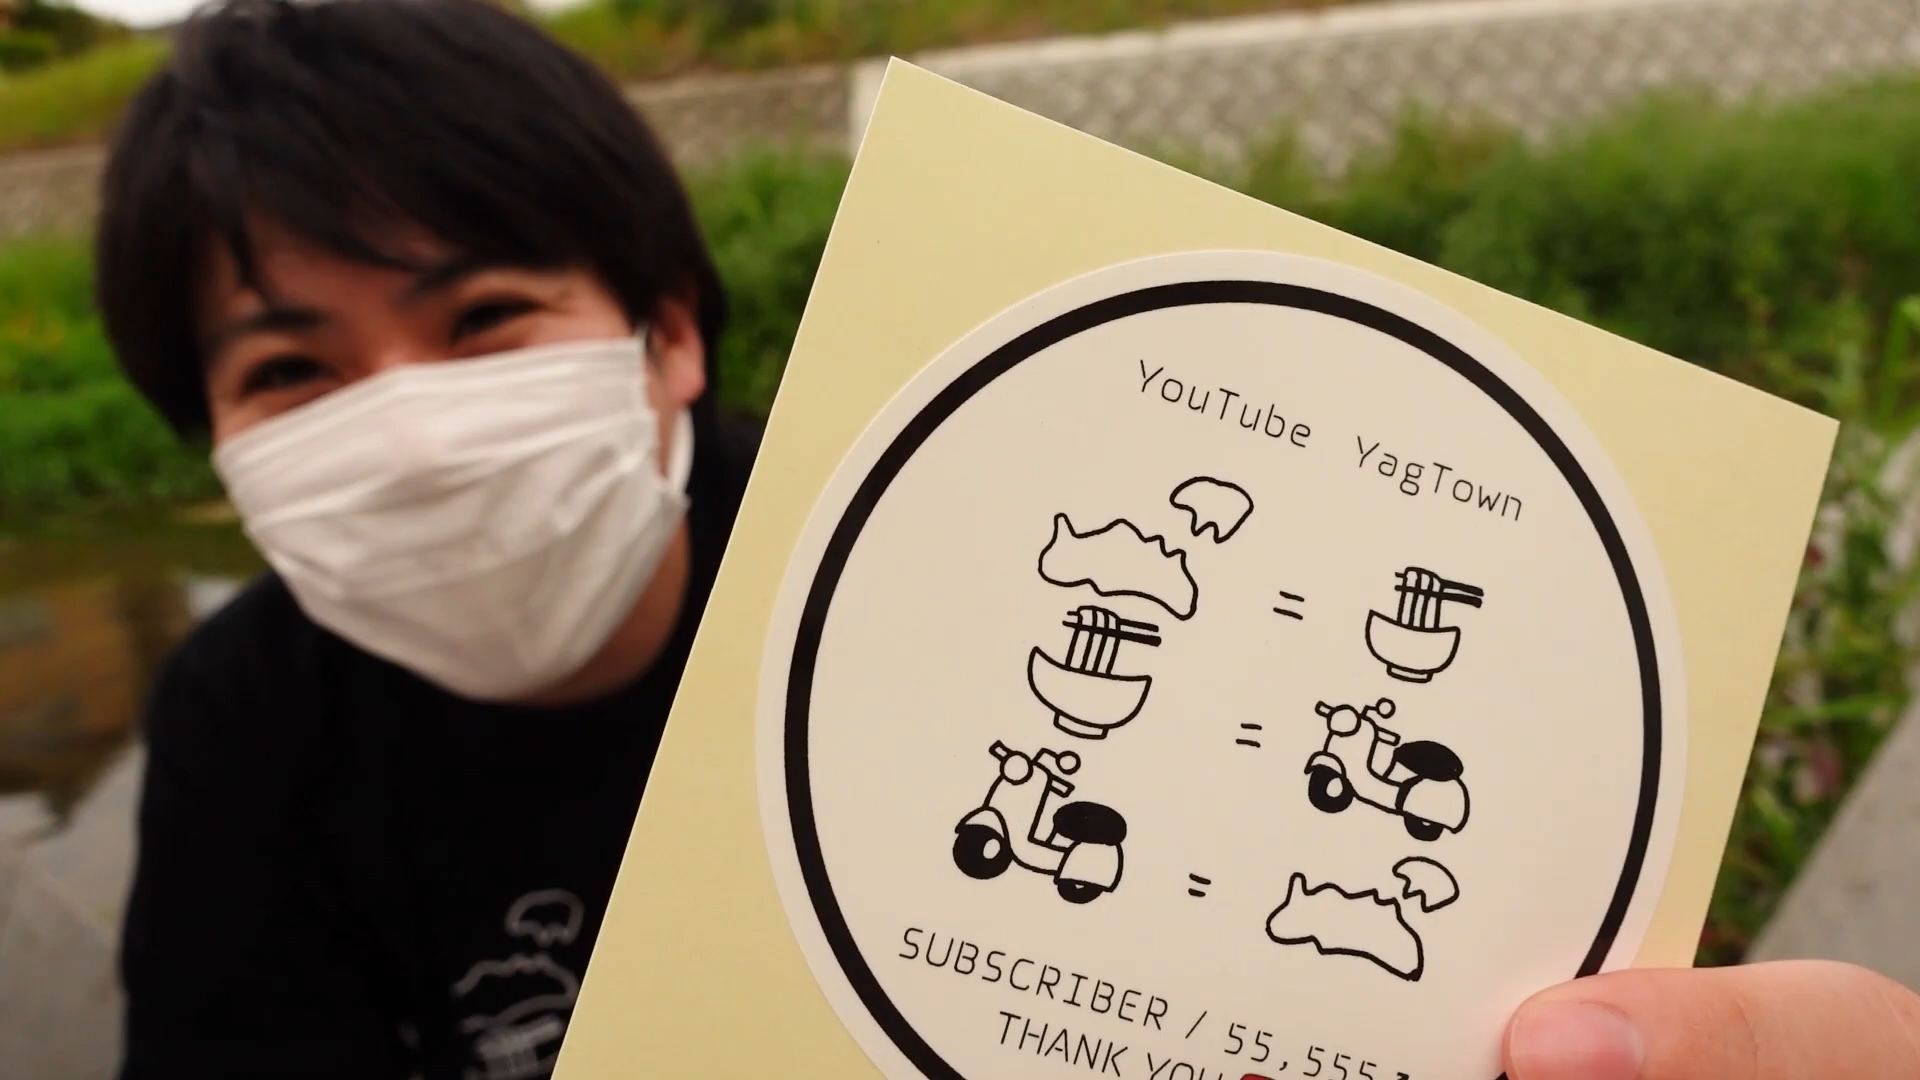 YouTube YagTown
=
=
=
SUBSCRIBER / 55,555
THANK YOU